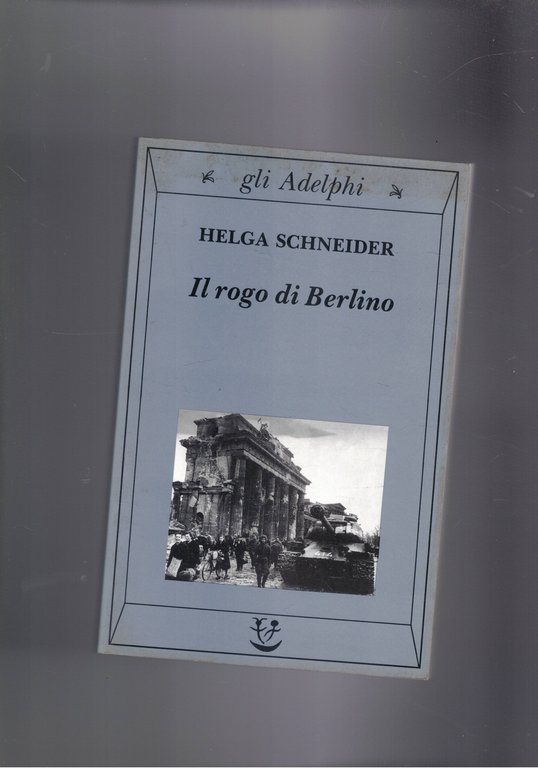 gli Adelphi
HELGA SCHNEIDER
Il rogo di Berlino